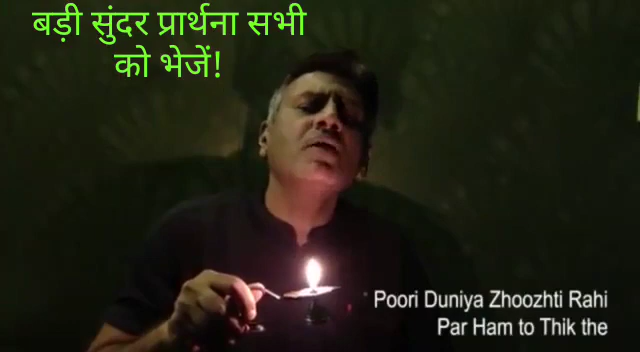 बड़ी सुंदर प्रार्थना सभी
को भेजें!
Poori Duniya Zhoozhti Rahi
Par Ham to Thik the